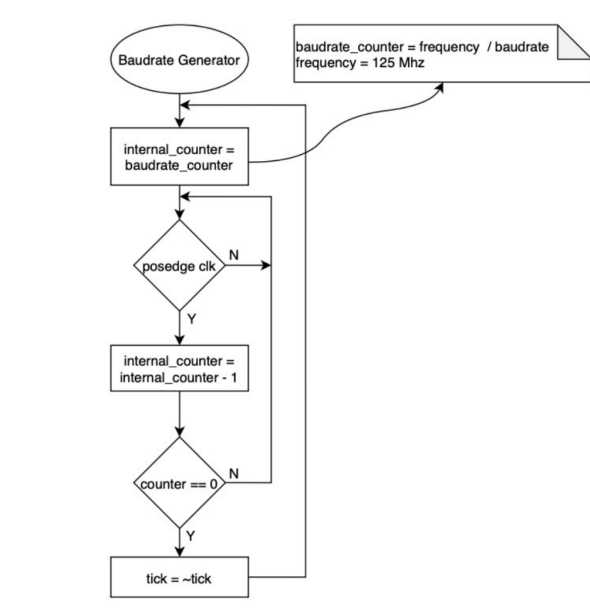 Baudrate Generator
baudrate_counter = frequency / baudrate
frequency = 125 Mhz
internal_counter =
baudrate_counter
posedge clk
N
Y
internal_counter =
internal_counter - 1
counter == 0
N
Y
tick = ~tick